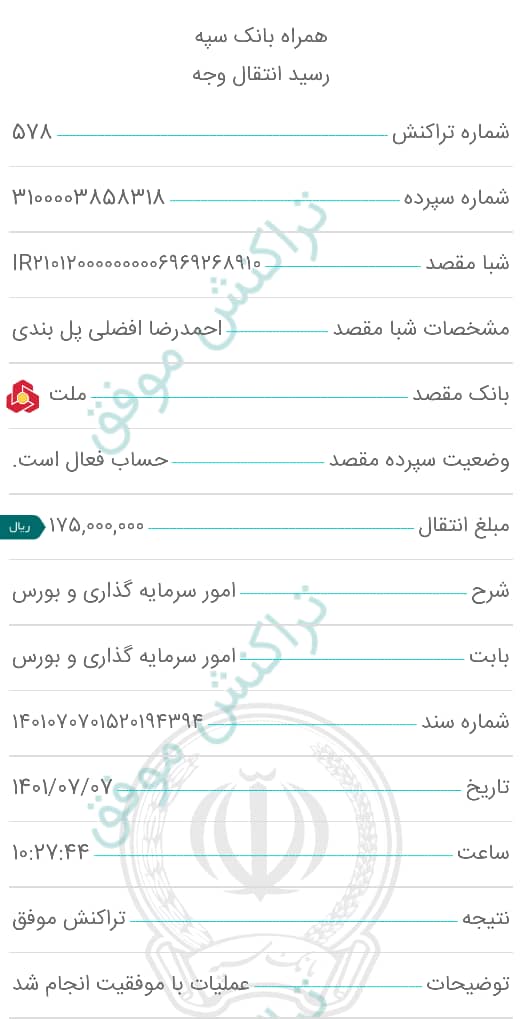 همراه بانک سپه
رسید انتقال وجه
شماره تراکنش ۵۷۸
شماره سپرده ۳۱۰۰۰۰۳۸۵۸۳۱۸
شبا مقصد IR۲۱۰۱۲۰۰۰۰۰۰۰۰۰۶۹۶۹۲۶۸۹۱۰
مشخصات شبا مقصد احمدرضا افضلی پل بندی
بانک مقصد ملت
وضعیت سپرده مقصد حساب فعال است.
مبلغ انتقال ۱۷۵,۰۰۰,۰۰۰ ریال
شرح امور سرمایه گذاری و بورس
بابت امور سرمایه گذاری و بورس
شماره سند ۱۴۰۱۰۷۰۷۰۱۵۲۰۱۹۴۳۹۴
تاریخ ۱۴۰۱/۰۷/۰۷
ساعت ۱۰:۲۷:۴۴
نتیجه تراکنش موفق
توضیحات عملیات با موفقیت انجام شد
تراکنش موفق
تراکنش موفق
بانک سپه